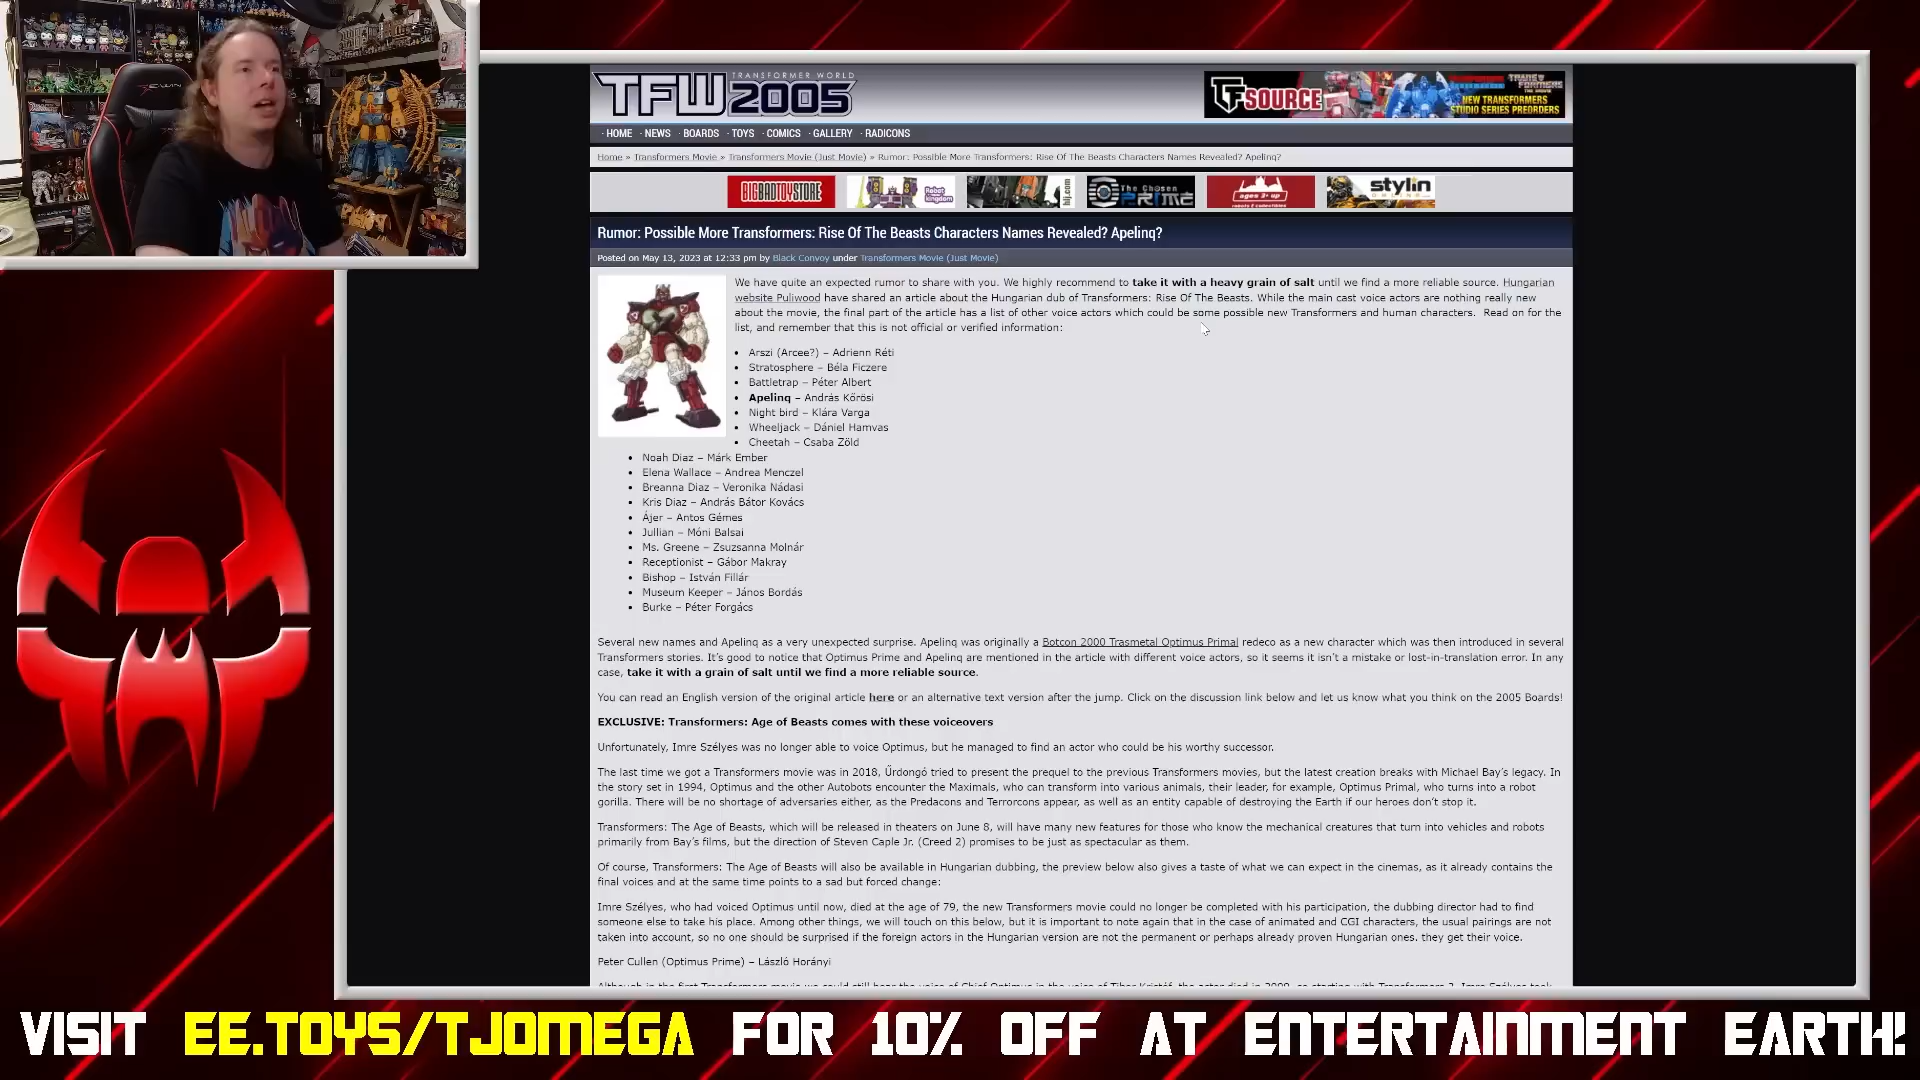 TFW2005
TRANSFORMER WORLD
TFSOURCE
NEW TRANSFORMERS
STUDIO SERIES PREORDERS
· HOME · NEWS · BOARDS · TOYS · COMICS · GALLERY · RADICONS
Home » Transformers Movie » Transformers Movie (Just Movie) » Rumor: Possible More Transformers: Rise Of The Beasts Characters Names Revealed? Apelinq?
BIGBADTOYSTORE
Robot kingdom
hlj.com
The Chosen PRIME
ages 3+ up
stylin
Rumor: Possible More Transformers: Rise Of The Beasts Characters Names Revealed? Apelinq?
Posted on May 13, 2023 at 12:33 pm by Black Convoy under Transformers Movie (Just Movie)
We have quite an expected rumor to share with you. We highly recommend to take it with a heavy grain of salt until we find a more reliable source. Hungarian
website Puliwood have shared an article about the Hungarian dub of Transformers: Rise Of The Beasts. While the main cast voice actors are nothing really new
about the movie, the final part of the article has a list of other voice actors which could be some possible new Transformers and human characters. Read on for the
list, and remember that this is not official or verified information:
• Arszi (Arcee?) – Adrienn Réti
• Stratosphere – Béla Ficzere
• Battletrap – Péter Albert
• Apelinq – András Kőrösi
• Night bird – Klára Varga
• Wheeljack – Dániel Hamvas
• Cheetah – Csaba Zöld
• Noah Diaz – Márk Ember
• Elena Wallace – Andrea Menczel
• Breanna Diaz – Veronika Nádasi
• Kris Diaz – András Bátor Kovács
• Ájer – Antos Gémes
• Jullian – Móni Balsai
• Ms. Greene – Zsuzsanna Molnár
• Receptionist – Gábor Makray
• Bishop – István Fillár
• Museum Keeper – János Bordás
• Burke – Péter Forgács
Several new names and Apelinq as a very unexpected surprise. Apelinq was originally a Botcon 2000 Trasmetal Optimus Primal redeco as a new character which was then introduced in several
Transformers stories. It's good to notice that Optimus Prime and Apelinq are mentioned in the article with different voice actors, so it seems it isn't a mistake or lost-in-translation error. In any
case, take it with a grain of salt until we find a more reliable source.
You can read an English version of the original article here or an alternative text version after the jump. Click on the discussion link below and let us know what you think on the 2005 Boards!
EXCLUSIVE: Transformers: Age of Beasts comes with these voiceovers
Unfortunately, Imre Szélyes was no longer able to voice Optimus, but he managed to find an actor who could be his worthy successor.
The last time we got a Transformers movie was in 2018, Űrdongó tried to present the prequel to the previous Transformers movies, but the latest creation breaks with Michael Bay's legacy. In
the story set in 1994, Optimus and the other Autobots encounter the Maximals, who can transform into various animals, their leader, for example, Optimus Primal, who turns into a robot
gorilla. There will be no shortage of adversaries either, as the Predacons and Terrorcons appear, as well as an entity capable of destroying the Earth if our heroes don't stop it.
Transformers: The Age of Beasts, which will be released in theaters on June 8, will have many new features for those who know the mechanical creatures that turn into vehicles and robots
primarily from Bay's films, but the direction of Steven Caple Jr. (Creed 2) promises to be just as spectacular as them.
Of course, Transformers: The Age of Beasts will also be available in Hungarian dubbing, the preview below also gives a taste of what we can expect in the cinemas, as it already contains the
final voices and at the same time points to a sad but forced change:
Imre Szélyes, who had voiced Optimus until now, died at the age of 79, the new Transformers movie could no longer be completed with his participation, the dubbing director had to find
someone else to take his place. Among other things, we will touch on this below, but it is important to note again that in the case of animated and CGI characters, the usual pairings are not
taken into account, so no one should be surprised if the foreign actors in the Hungarian version are not the permanent or perhaps already proven Hungarian ones. they get their voice.
Peter Cullen (Optimus Prime) – László Horányi
VISIT EE.TOYS/TJOMEGA FOR 10% OFF AT ENTERTAINMENT EARTH!